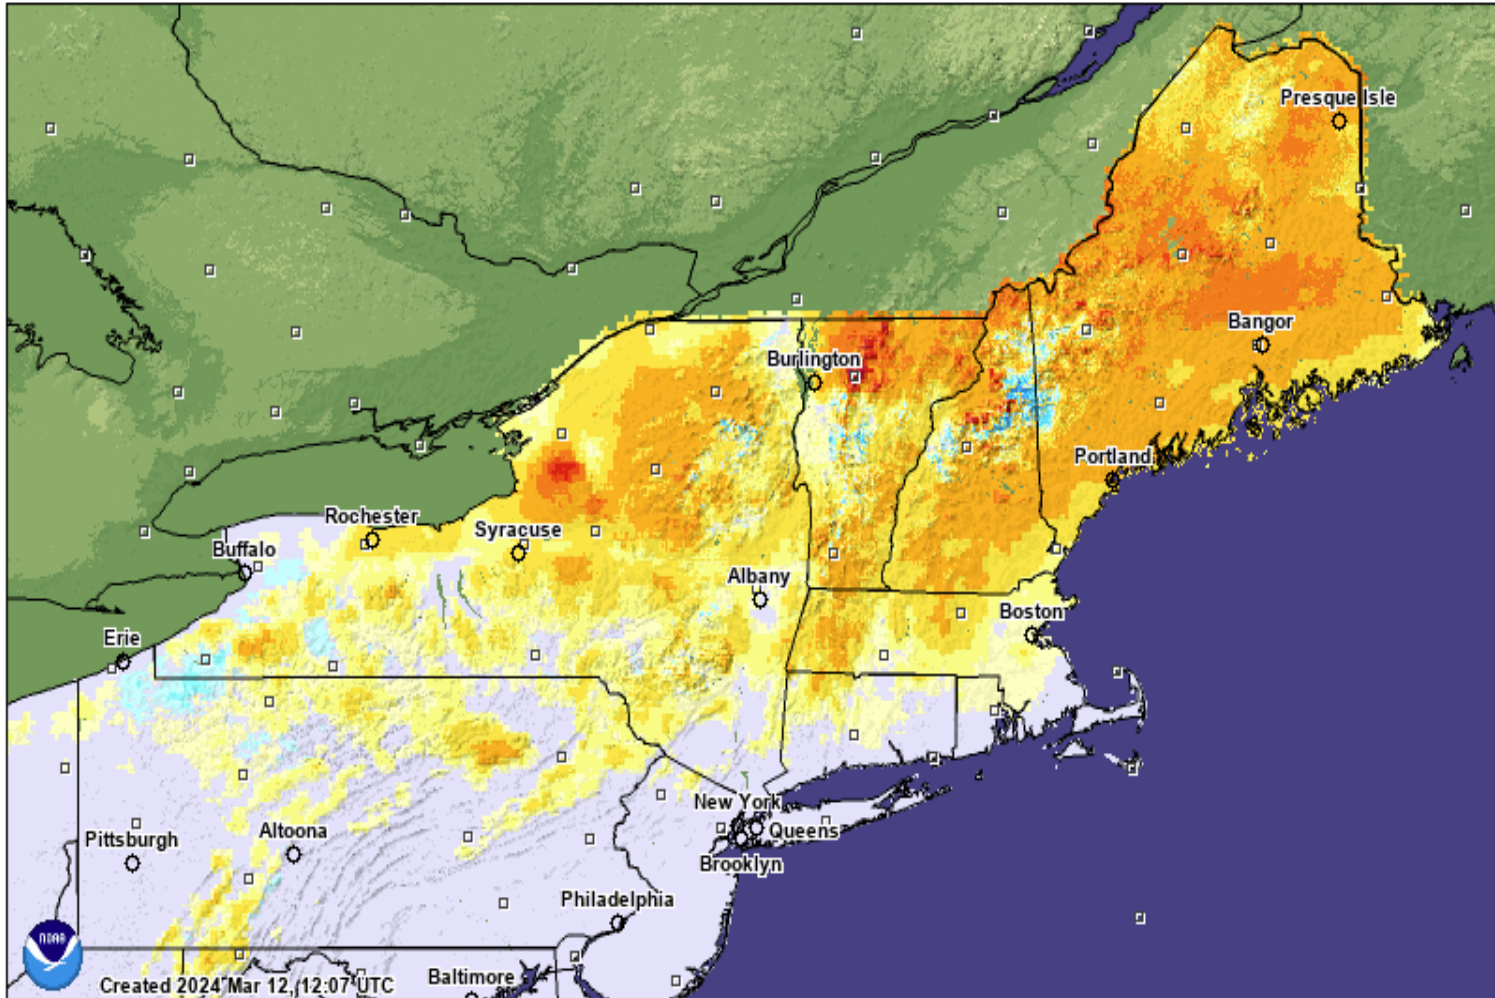 Presque Isle
Bangor
Burlington
Portland
Rochester
Syracuse
Buffalo
Albany
Boston
Erie
New York
Queens
Brooklyn
Pittsburgh
Altoona
Philadelphia
Baltimore
NOAA
Created 2024 Mar 12, 12:07 UTC